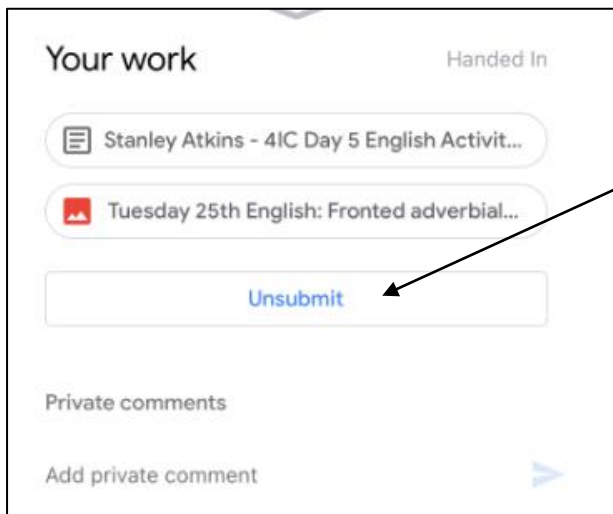 Your work
Handed In
Stanley Atkins - 4IC Day 5 English Activit...
Tuesday 25th English: Fronted adverbial...
Unsubmit
Private comments
Add private comment